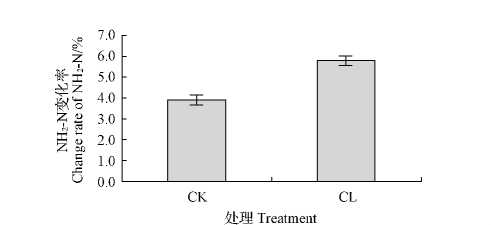 NH₂-N变化率
Change rate of NH₂-N/%
7.0
6.0
5.0
4.0
3.0
2.0
1.0
0.0
CK
CL
处理 Treatment